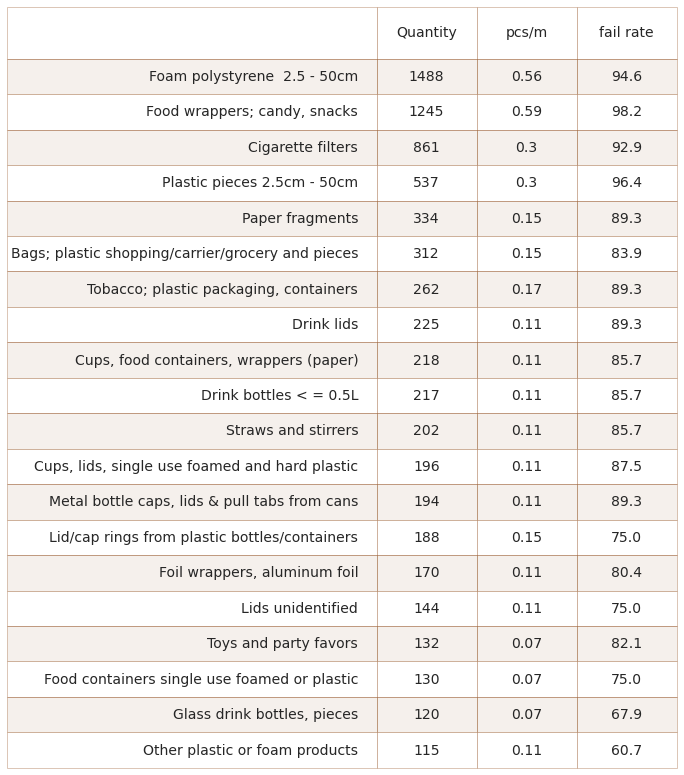 Quantity pcs/m fail rate
Foam polystyrene  2.5 - 50cm 1488 0.56 94.6
Food wrappers; candy, snacks 1245 0.59 98.2
Cigarette filters 861 0.3 92.9
Plastic pieces 2.5cm - 50cm 537 0.3 96.4
Paper fragments 334 0.15 89.3
Bags; plastic shopping/carrier/grocery and pieces 312 0.15 83.9
Tobacco; plastic packaging, containers 262 0.17 89.3
Drink lids 225 0.11 89.3
Cups, food containers, wrappers (paper) 218 0.11 85.7
Drink bottles < = 0.5L 217 0.11 85.7
Straws and stirrers 202 0.11 85.7
Cups, lids, single use foamed and hard plastic 196 0.11 87.5
Metal bottle caps, lids & pull tabs from cans 194 0.11 89.3
Lid/cap rings from plastic bottles/containers 188 0.15 75.0
Foil wrappers, aluminum foil 170 0.11 80.4
Lids unidentified 144 0.11 75.0
Toys and party favors 132 0.07 82.1
Food containers single use foamed or plastic 130 0.07 75.0
Glass drink bottles, pieces 120 0.07 67.9
Other plastic or foam products 115 0.11 60.7